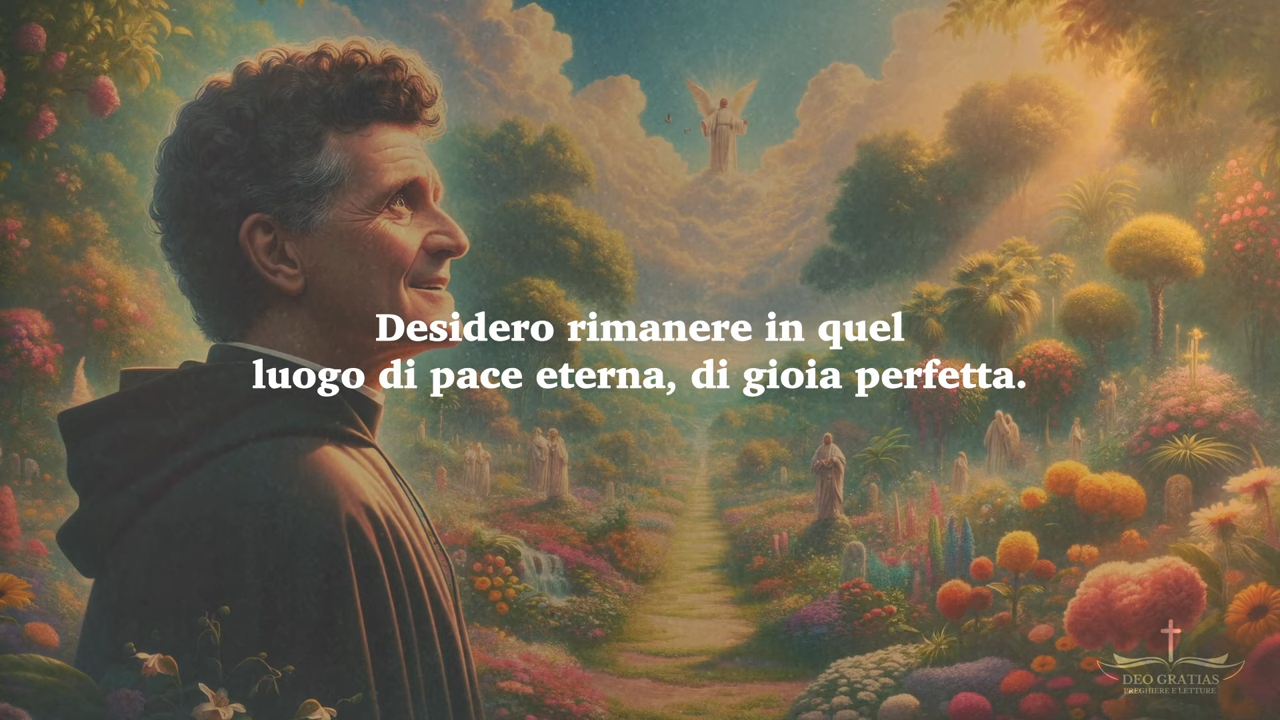 Desidero rimanere in quel
luogo di pace eterna, di gioia perfetta.
DEO GRATIAS
PREGHIERE E LETTURE